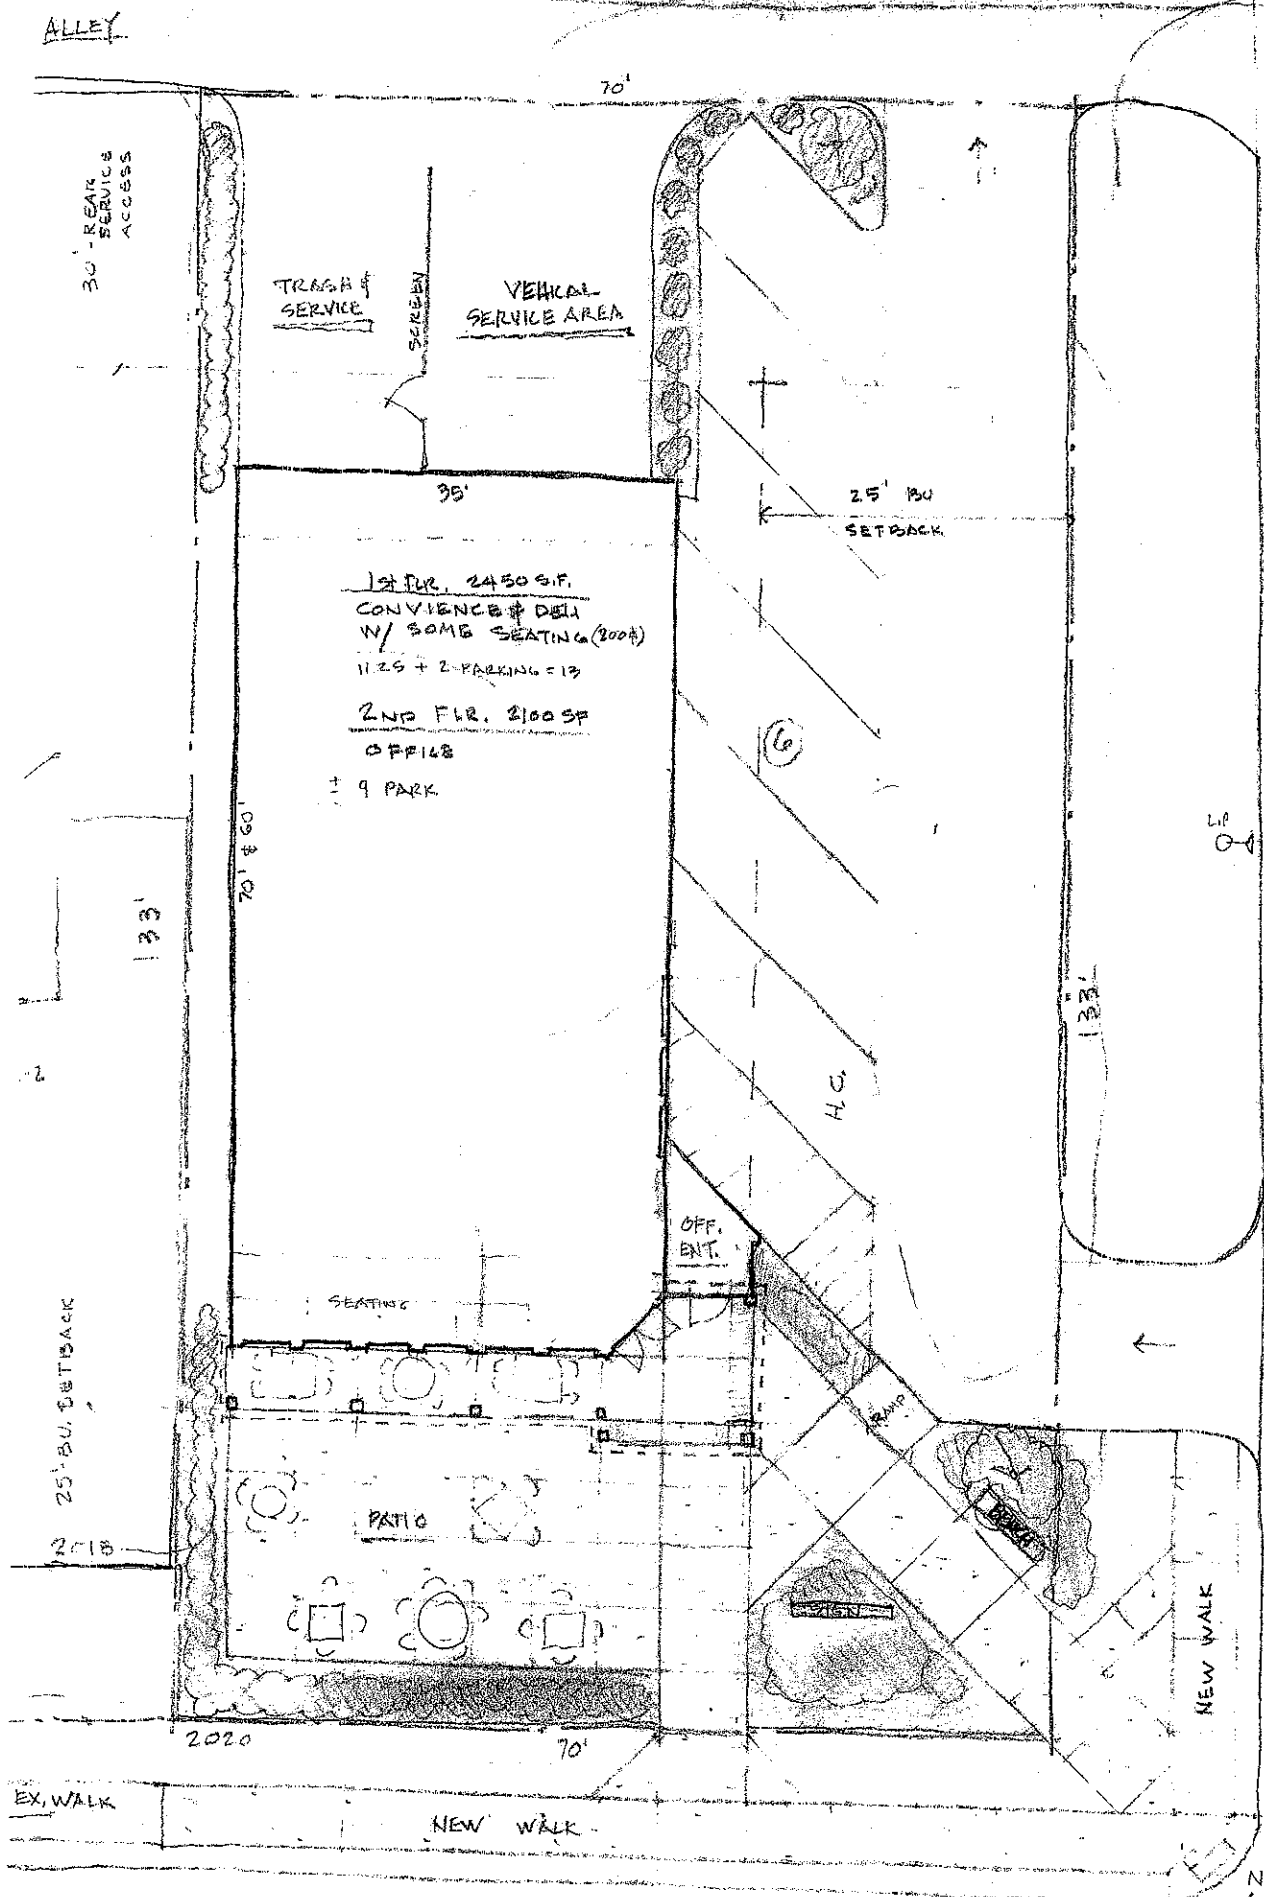 ALLEY
70'
30' - REAR
SERVICE
ACCESS
TRASH &
SERVICE
SCREEN
VEHICAL
SERVICE AREA
35'
25' BU
SETBACK
1ST FLR. 2450 S.F.
CONVIENCE & DELI
W/ SOME SEATING
11.25 + 2 PARKING = 13
2ND FLR. 2100 SF
OFFICE
± 9 PARK
6
70' & 60'
133'
L.P.
133'
H.C.
OFF.
ENT.
SEATING
25' BU. SETBACK
RAMP
PATIO
BENCH
SIGN
NEW WALK
2020
70'
EX. WALK
NEW WALK
N